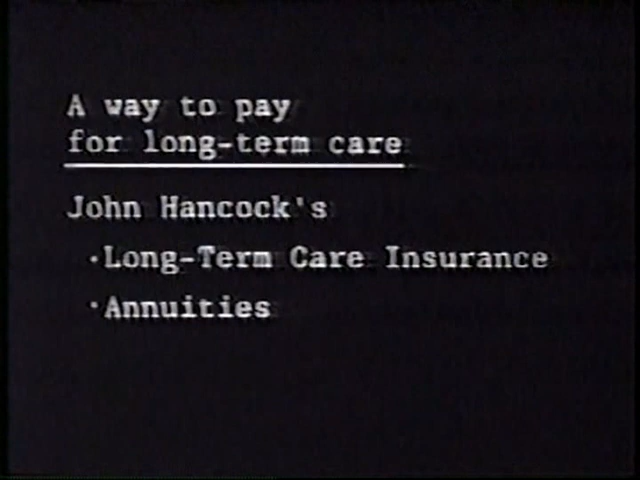 A way to pay
for long-term care
John Hancock's
·Long-Term Care Insurance
·Annuities